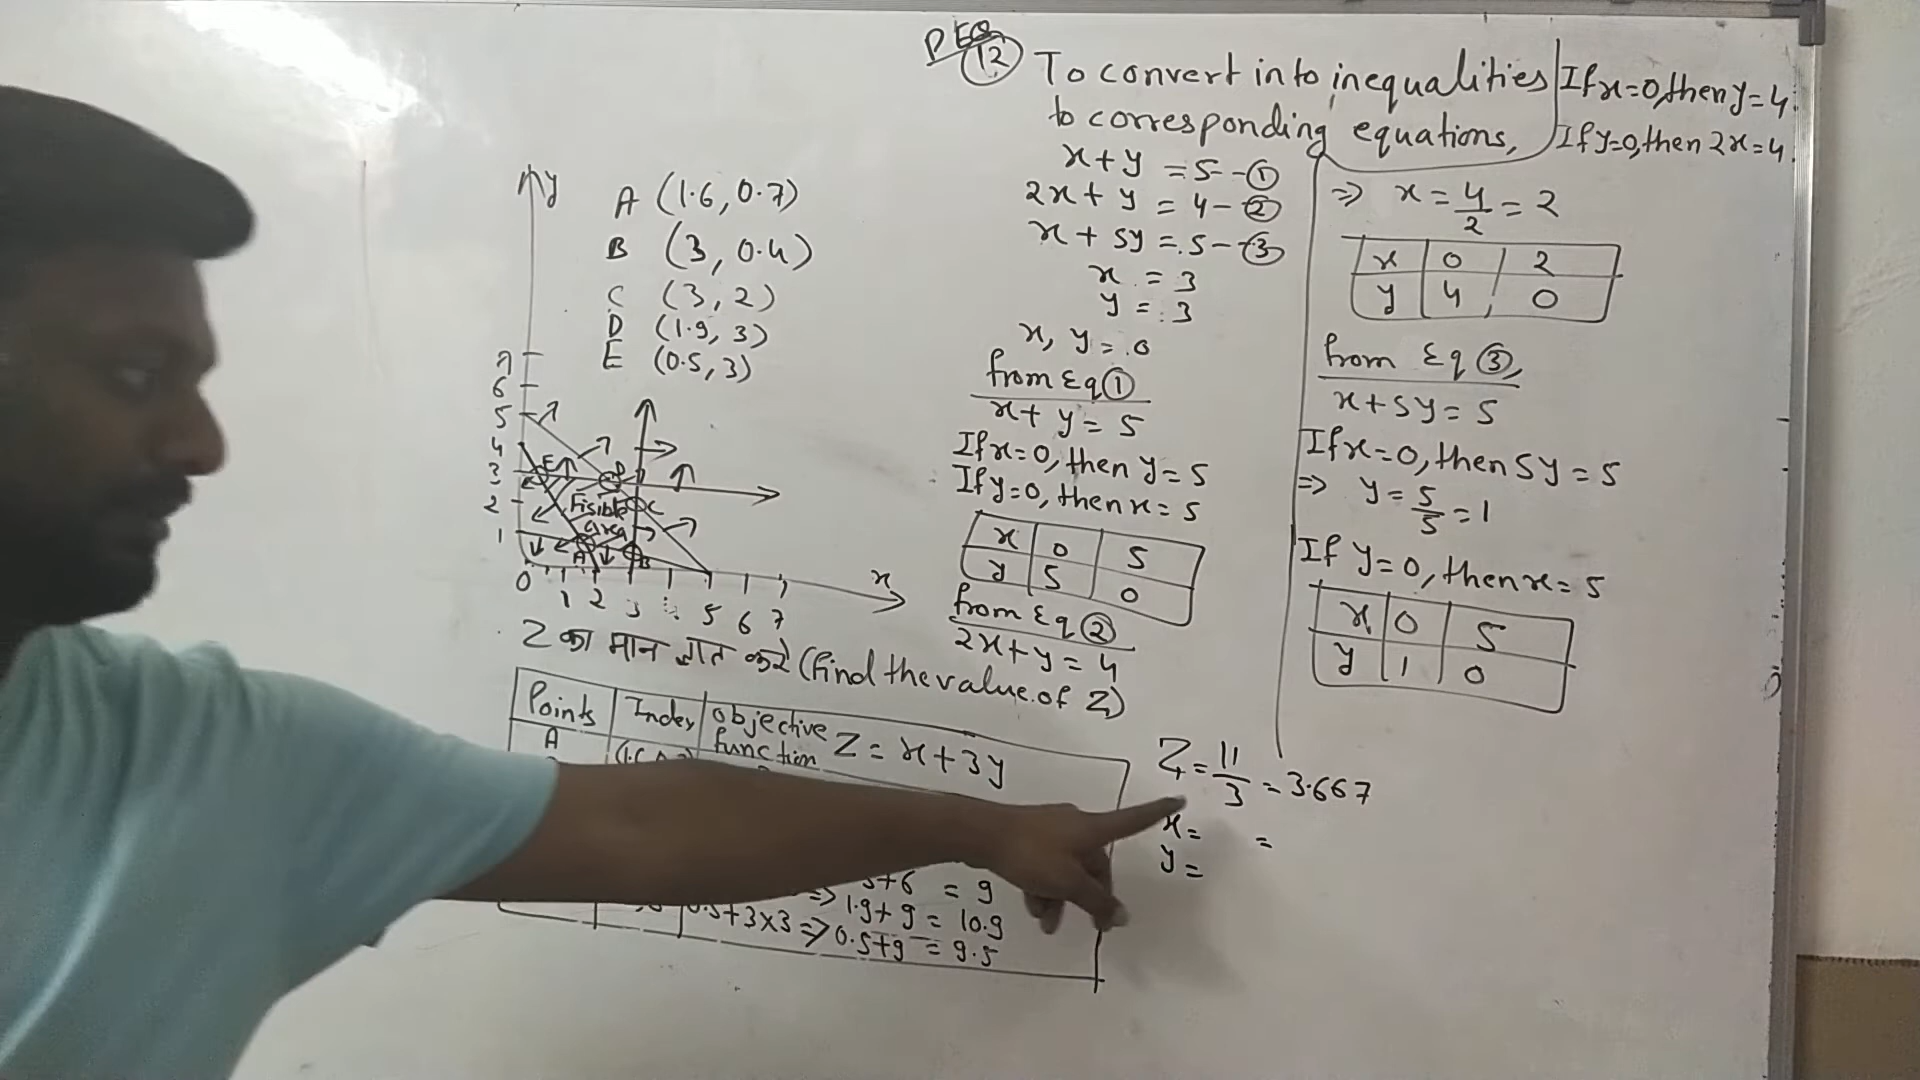 PEQ
12 To convert into inequalities
to corresponding equations,
x + y = 5 - ①
2x + y = 4 - ②
x + 5y = 5 - ③
x = 3
y = 3
x, y = 0
from Eq ①
x + y = 5
If x=0, then y = 5
If y=0, then x = 5
x 0 5
y 5 0
from Eq ②
2x + y = 4
If x=0, then y = 4
If y=0, then 2x = 4
⇒ x = 4/2 = 2
x 0 2
y 4 0
from Eq ③,
x + 5y = 5
If x=0, then 5y = 5
⇒ y = 5/5 = 1
If y=0, then x = 5
x 0 5
y 1 0
y
A (1.6, 0.7)
B (3, 0.4)
C (3, 2)
D (1.9, 3)
E (0.5, 3)
7
6
5
4
3
2
1
E D
Fisible C
area
A B
0 1 2 3 4 5 6 7 x
Z का मान ज्ञात करे (find the value of Z)
Points Index objective function Z = x + 3y
A
3+6 = 9
⇒ 1.9 + 9 = 10.9
0.5 + 3×3 ⇒ 0.5 + 9 = 9.5
Z = 11/3 = 3.667
x = =
y =